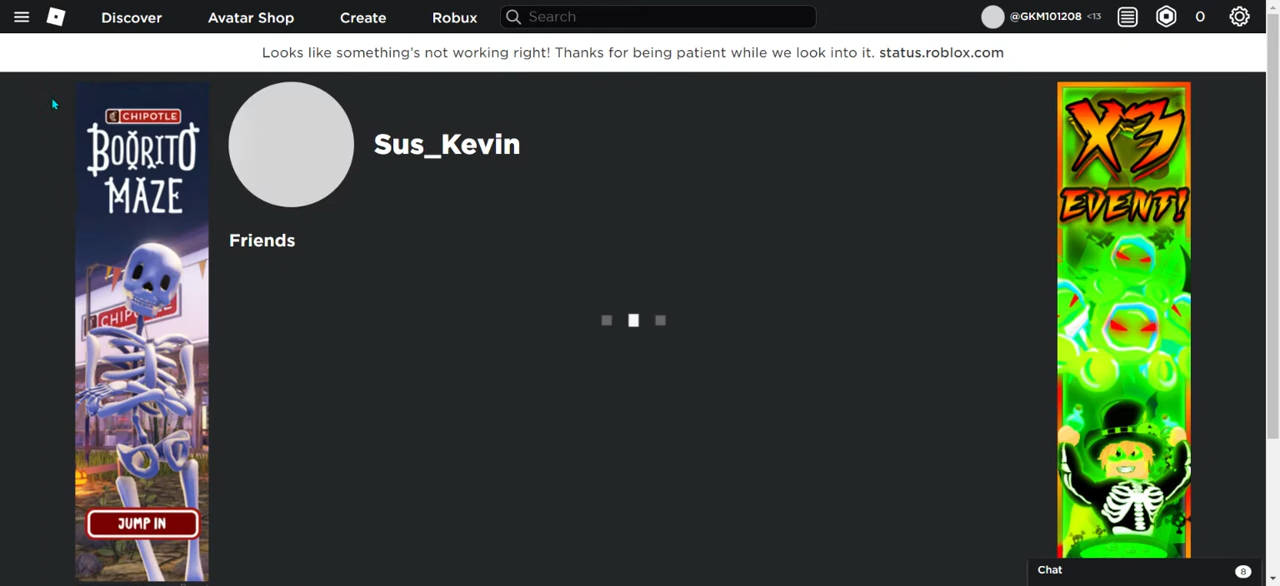 Discover Avatar Shop Create Robux Search @GKM101208 <13 0
Looks like something's not working right! Thanks for being patient while we look into it. status.roblox.com
CHIPOTLE
BOORITO
MAZE
Sus_Kevin
Friends
CHIP
JUMP IN
X3
EVENT!
Chat 8